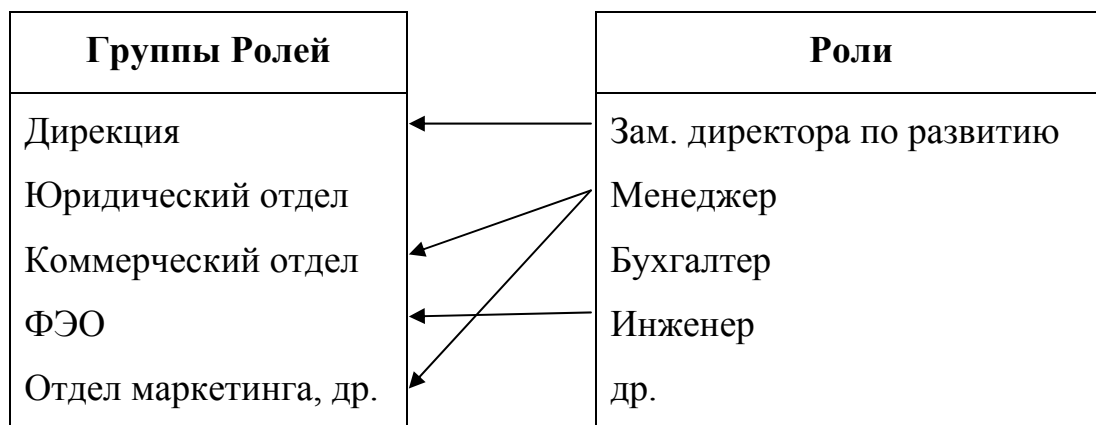 Группы Ролей
Дирекция
Юридический отдел
Коммерческий отдел
ФЭО
Отдел маркетинга, др.
Роли
Зам. директора по развитию
Менеджер
Бухгалтер
Инженер
др.